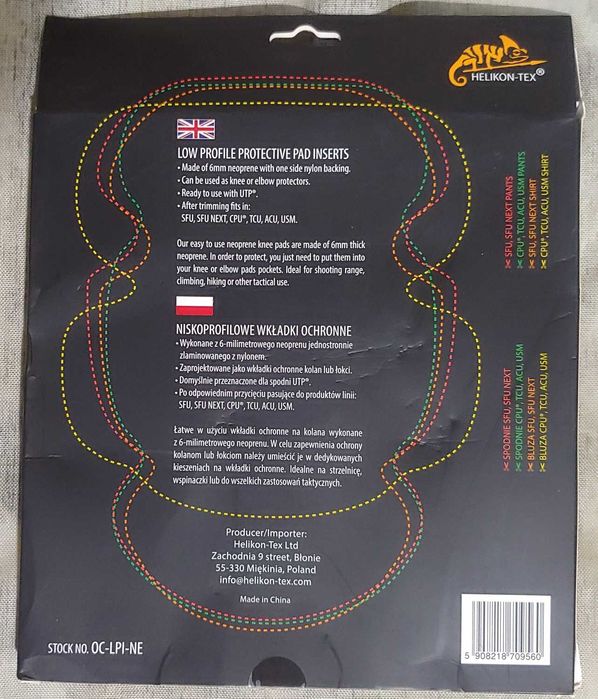 HELIKON-TEX®
LOW PROFILE PROTECTIVE PAD INSERTS
• Made of 6mm neoprene with one side nylon backing.
• Can be used as knee or elbow protectors.
• Ready to use with UTP®.
• After trimming fits in:
SFU, SFU NEXT, CPU®, TCU, ACU, USM.
Our easy to use neoprene knee pads are made of 6mm thick
neoprene. In order to protect, you just need to put them into
your knee or elbow pads pockets. Ideal for shooting range,
climbing, hiking or other tactical use.
NISKOPROFILOWE WKŁADKI OCHRONNE
• Wykonane z 6-milimetrowego neoprenu jednostronnie
zlaminowanego z nylonem.
• Zaprojektowane jako wkładki ochronne kolan lub łokci.
• Domyślnie przeznaczone dla spodni UTP®.
• Po odpowiednim przycięciu pasujące do produktów linii:
SFU, SFU NEXT, CPU®, TCU, ACU, USM.
Łatwe w użyciu wkładki ochronne na kolana wykonane
z 6-milimetrowego neoprenu. W celu zapewnienia ochrony
kolanom lub łokciom należy umieścić je w dedykowanych
kieszeniach na wkładki ochronne. Idealne na strzelnicę,
wspinaczki lub do wszelkich zastosowań taktycznych.
Producer/Importer:
Helikon-Tex Ltd
Zachodnia 9 street, Błonie
55-330 Miękinia, Poland
info@helikon-tex.com
Made in China
SFU, SFU NEXT PANTS
CPU®, TCU, ACU, USM PANTS
SFU, SFU NEXT SHIRT
CPU®, TCU, ACU, USM SHIRT
SPODNIE SFU, SFU NEXT
SPODNIE CPU®, TCU, ACU, USM
BLUZA SFU, SFU NEXT
BLUZA CPU®, TCU, ACU, USM
STOCK NO. OC-LPI-NE
5 908218 709560